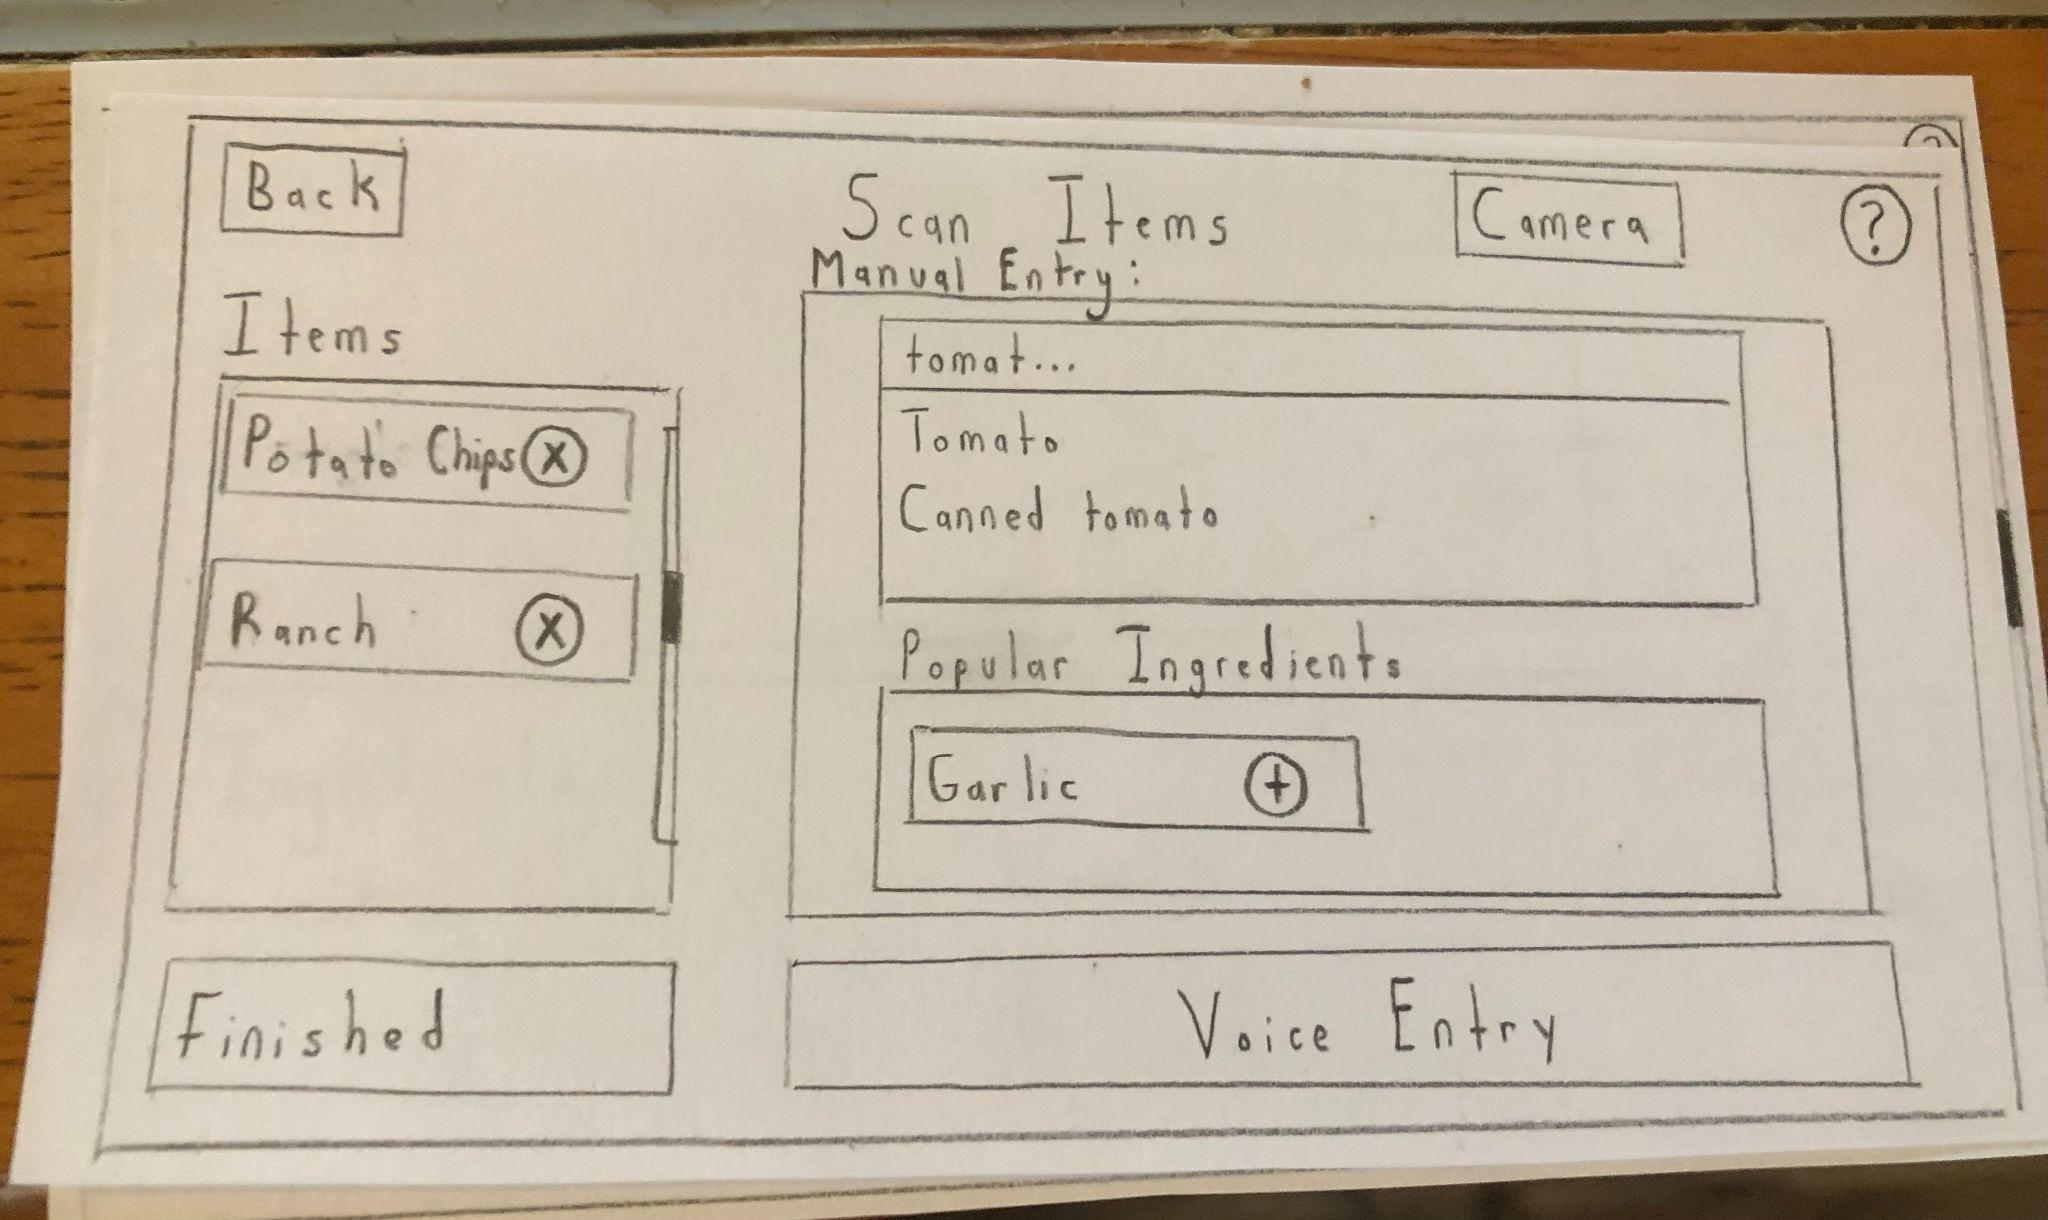 Back
Scan Items
Camera
?
Manual Entry:
Items
Potato Chips X
Ranch X
tomat...
Tomato
Canned tomato
Popular Ingredients
Garlic +
Finished
Voice Entry